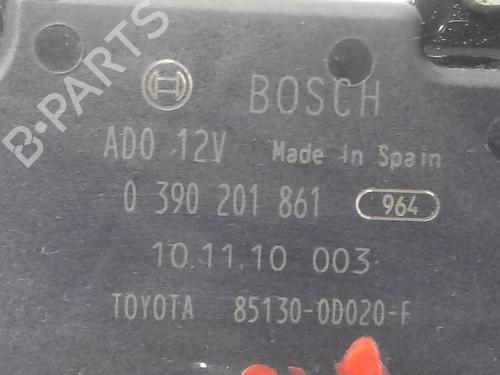 B-PARTS
BOSCH
ADO 12V Made in Spain
0 390 201 861 964
10.11.10 003
TOYOTA 85130-0D020-F